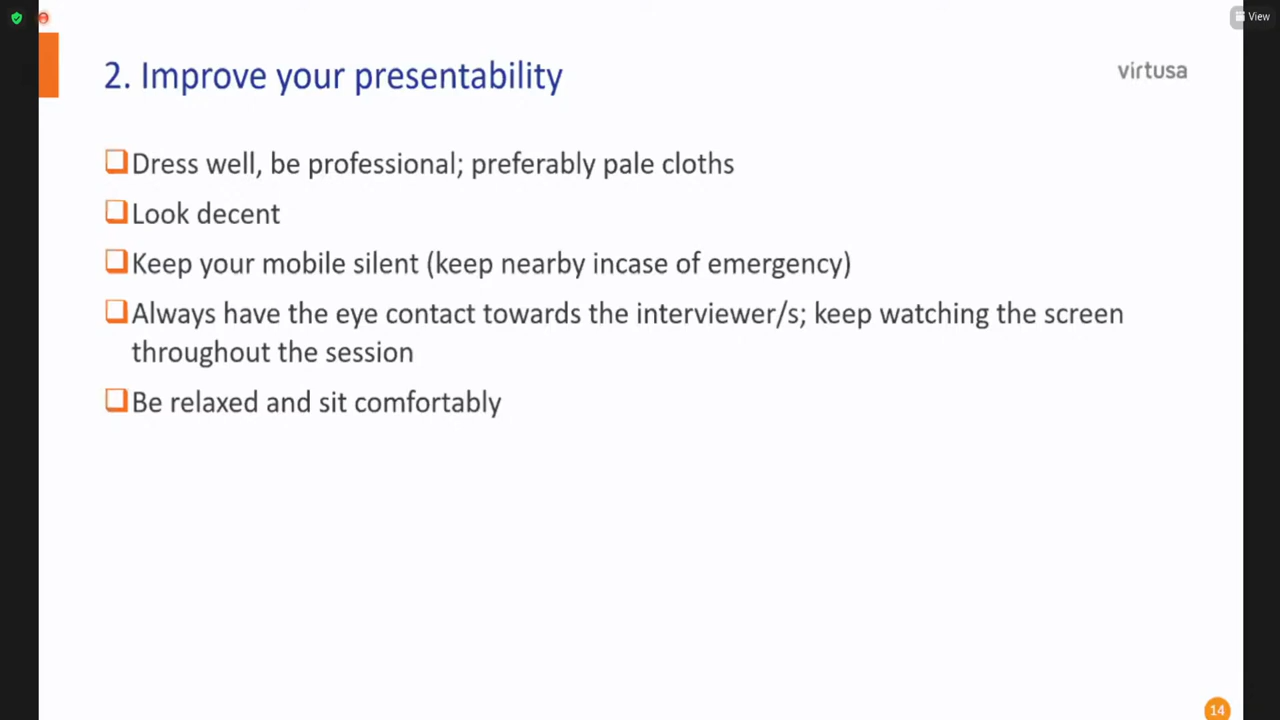 View
2. Improve your presentability
virtusa
Dress well, be professional; preferably pale cloths
Look decent
Keep your mobile silent (keep nearby incase of emergency)
Always have the eye contact towards the interviewer/s; keep watching the screen
throughout the session
Be relaxed and sit comfortably
14